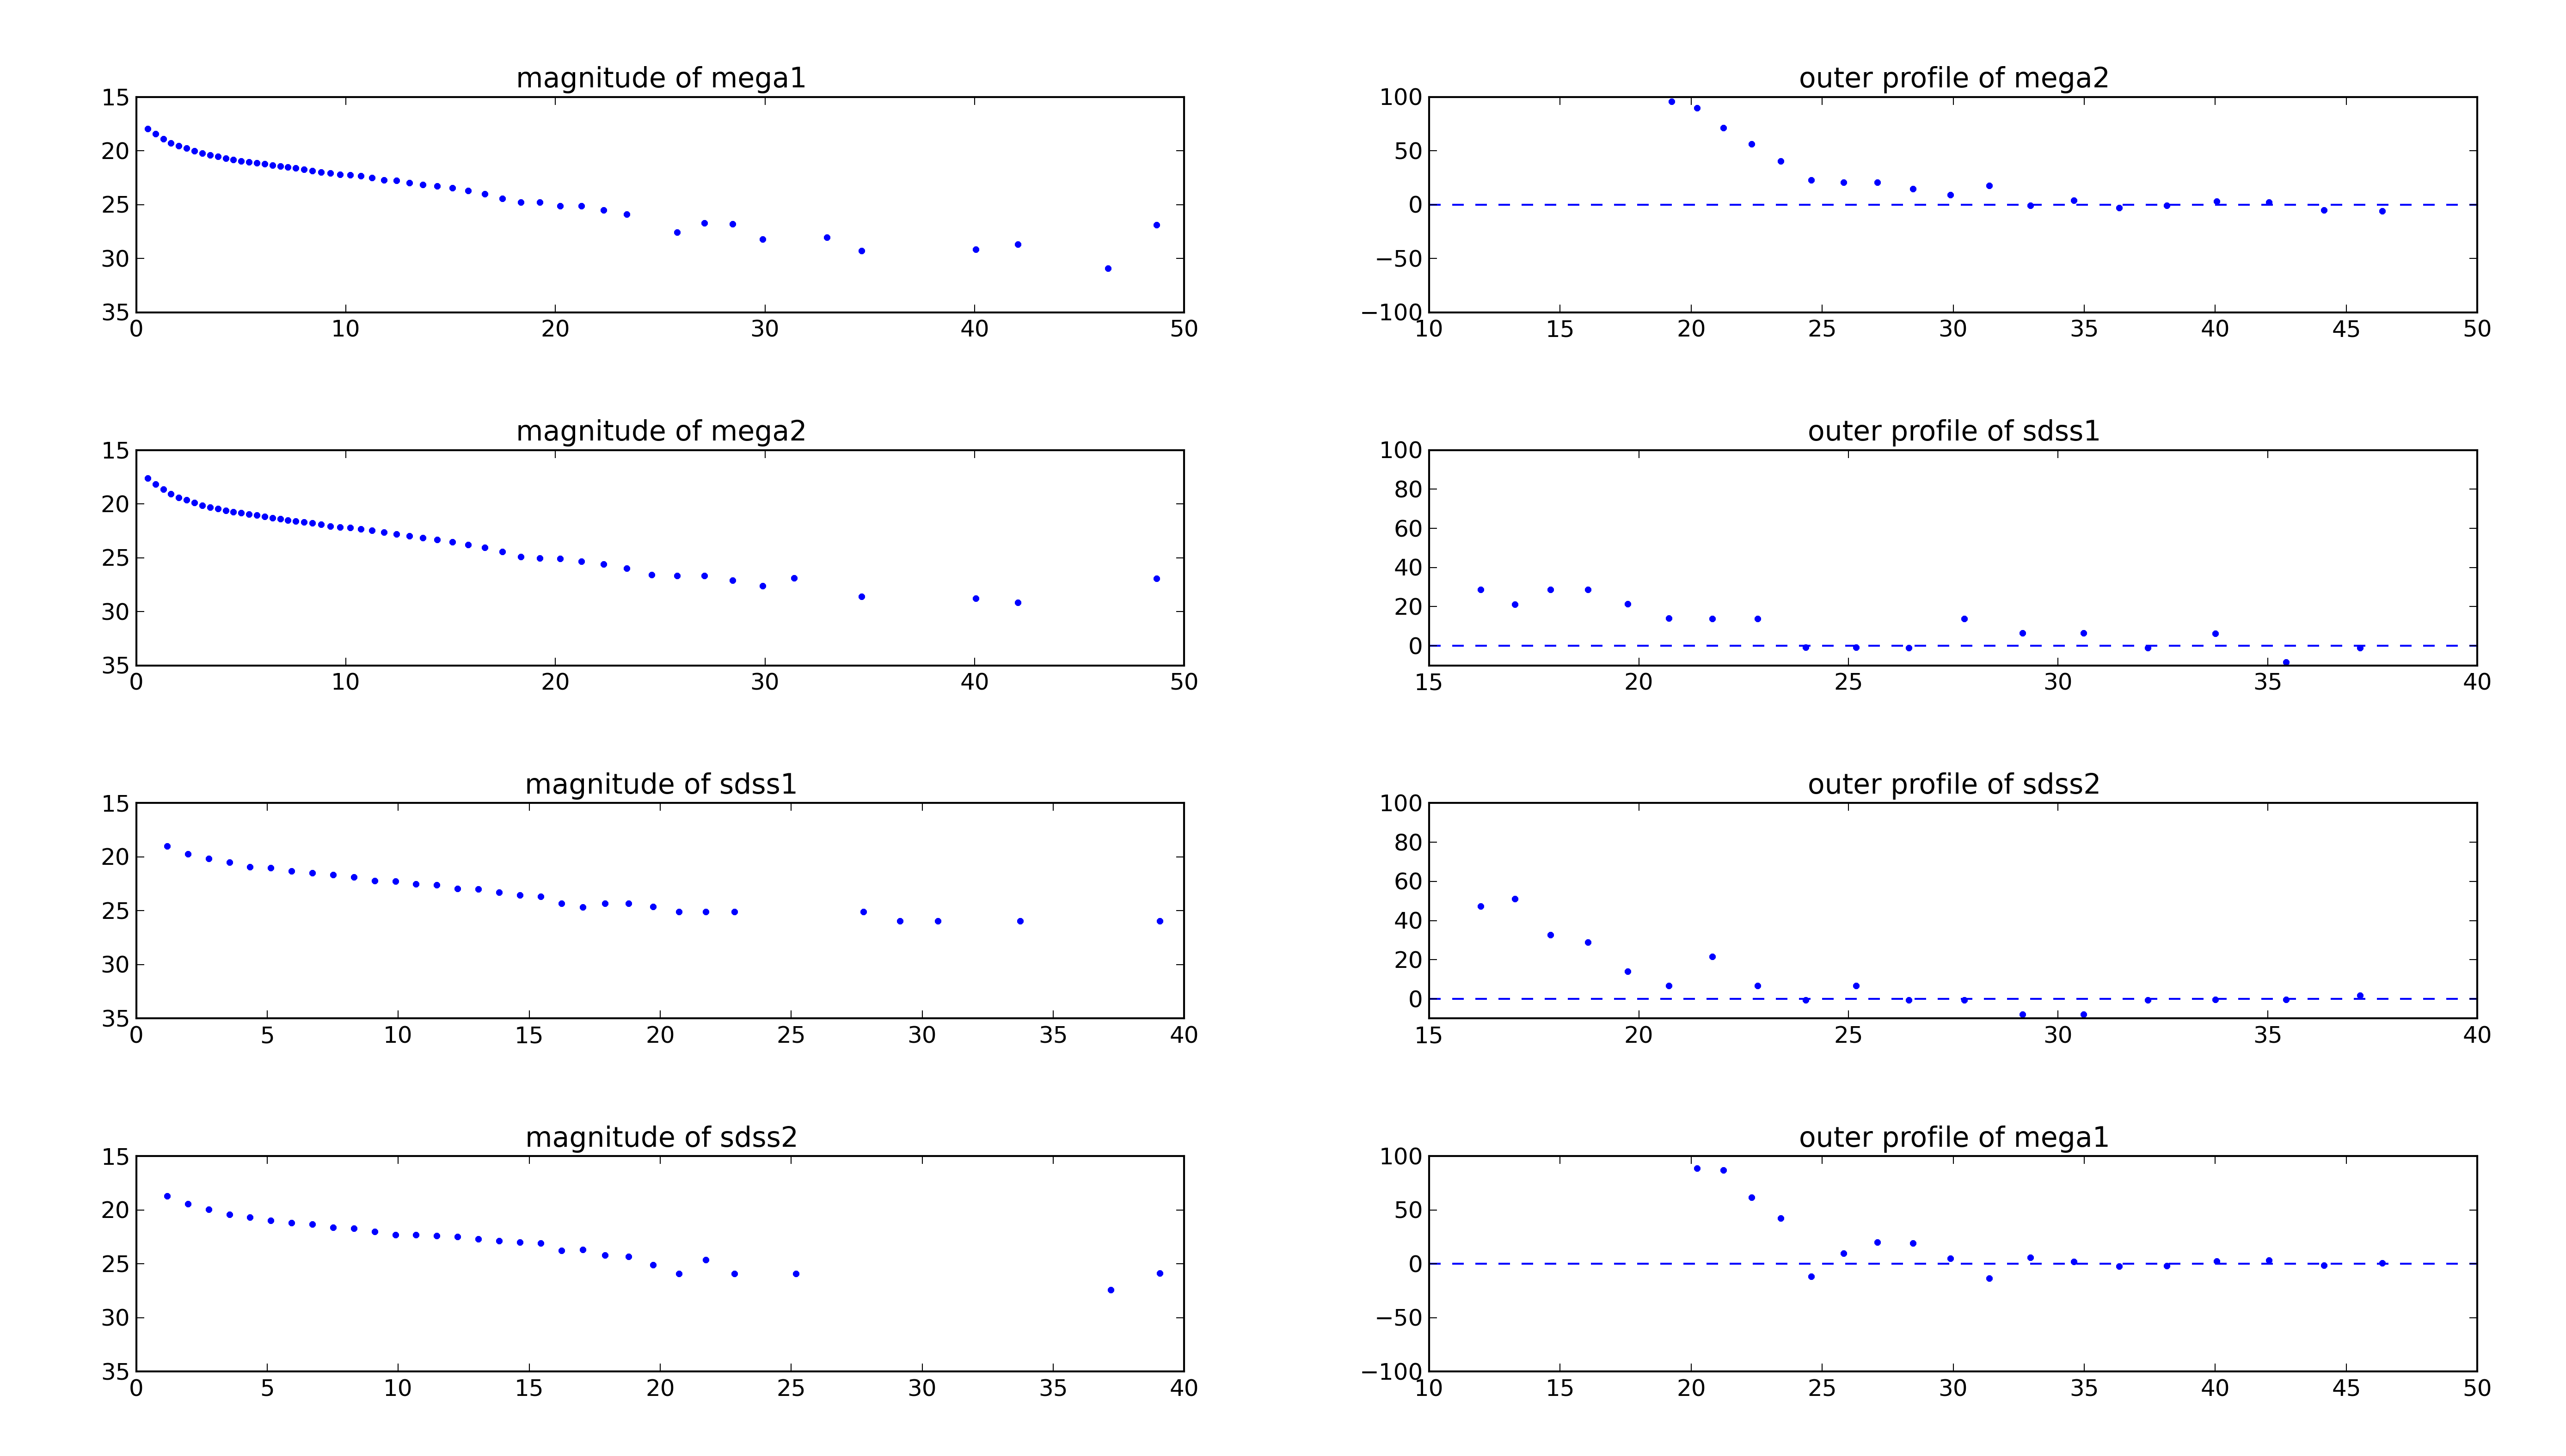 magnitude of mega1
15
20
25
30
35
0 10 20 30 40 50
outer profile of mega2
100
50
0
−50
−100
10 15 20 25 30 35 40 45 50
magnitude of mega2
15
20
25
30
35
0 10 20 30 40 50
outer profile of sdss1
100
80
60
40
20
0
15 20 25 30 35 40
magnitude of sdss1
15
20
25
30
35
0 5 10 15 20 25 30 35 40
outer profile of sdss2
100
80
60
40
20
0
15 20 25 30 35 40
magnitude of sdss2
15
20
25
30
35
0 5 10 15 20 25 30 35 40
outer profile of mega1
100
50
0
−50
−100
10 15 20 25 30 35 40 45 50